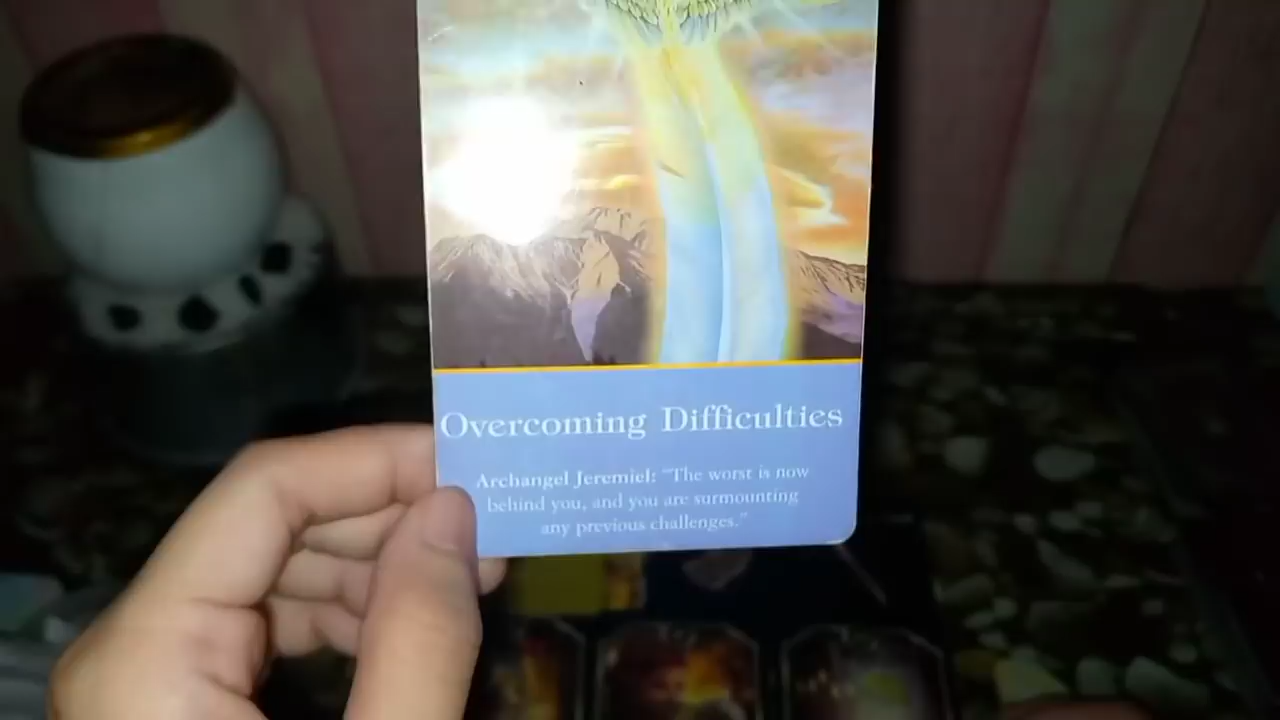 Overcoming Difficulties
Archangel Jeremiel: "The worst is now
behind you, and you are surmounting
any previous challenges."